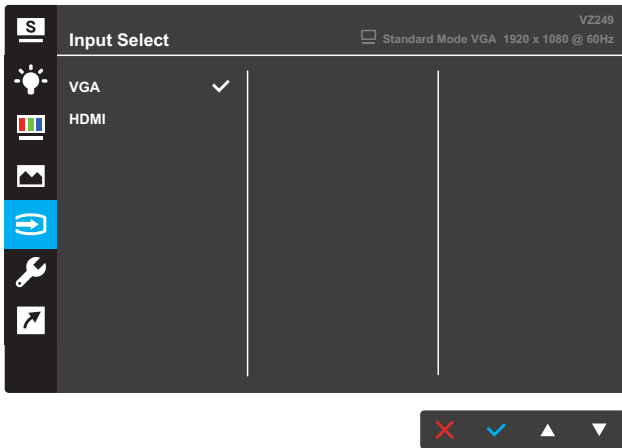 S
VZ249
Input Select
Standard Mode VGA 1920 x 1080 @ 60Hz
VGA
HDMI